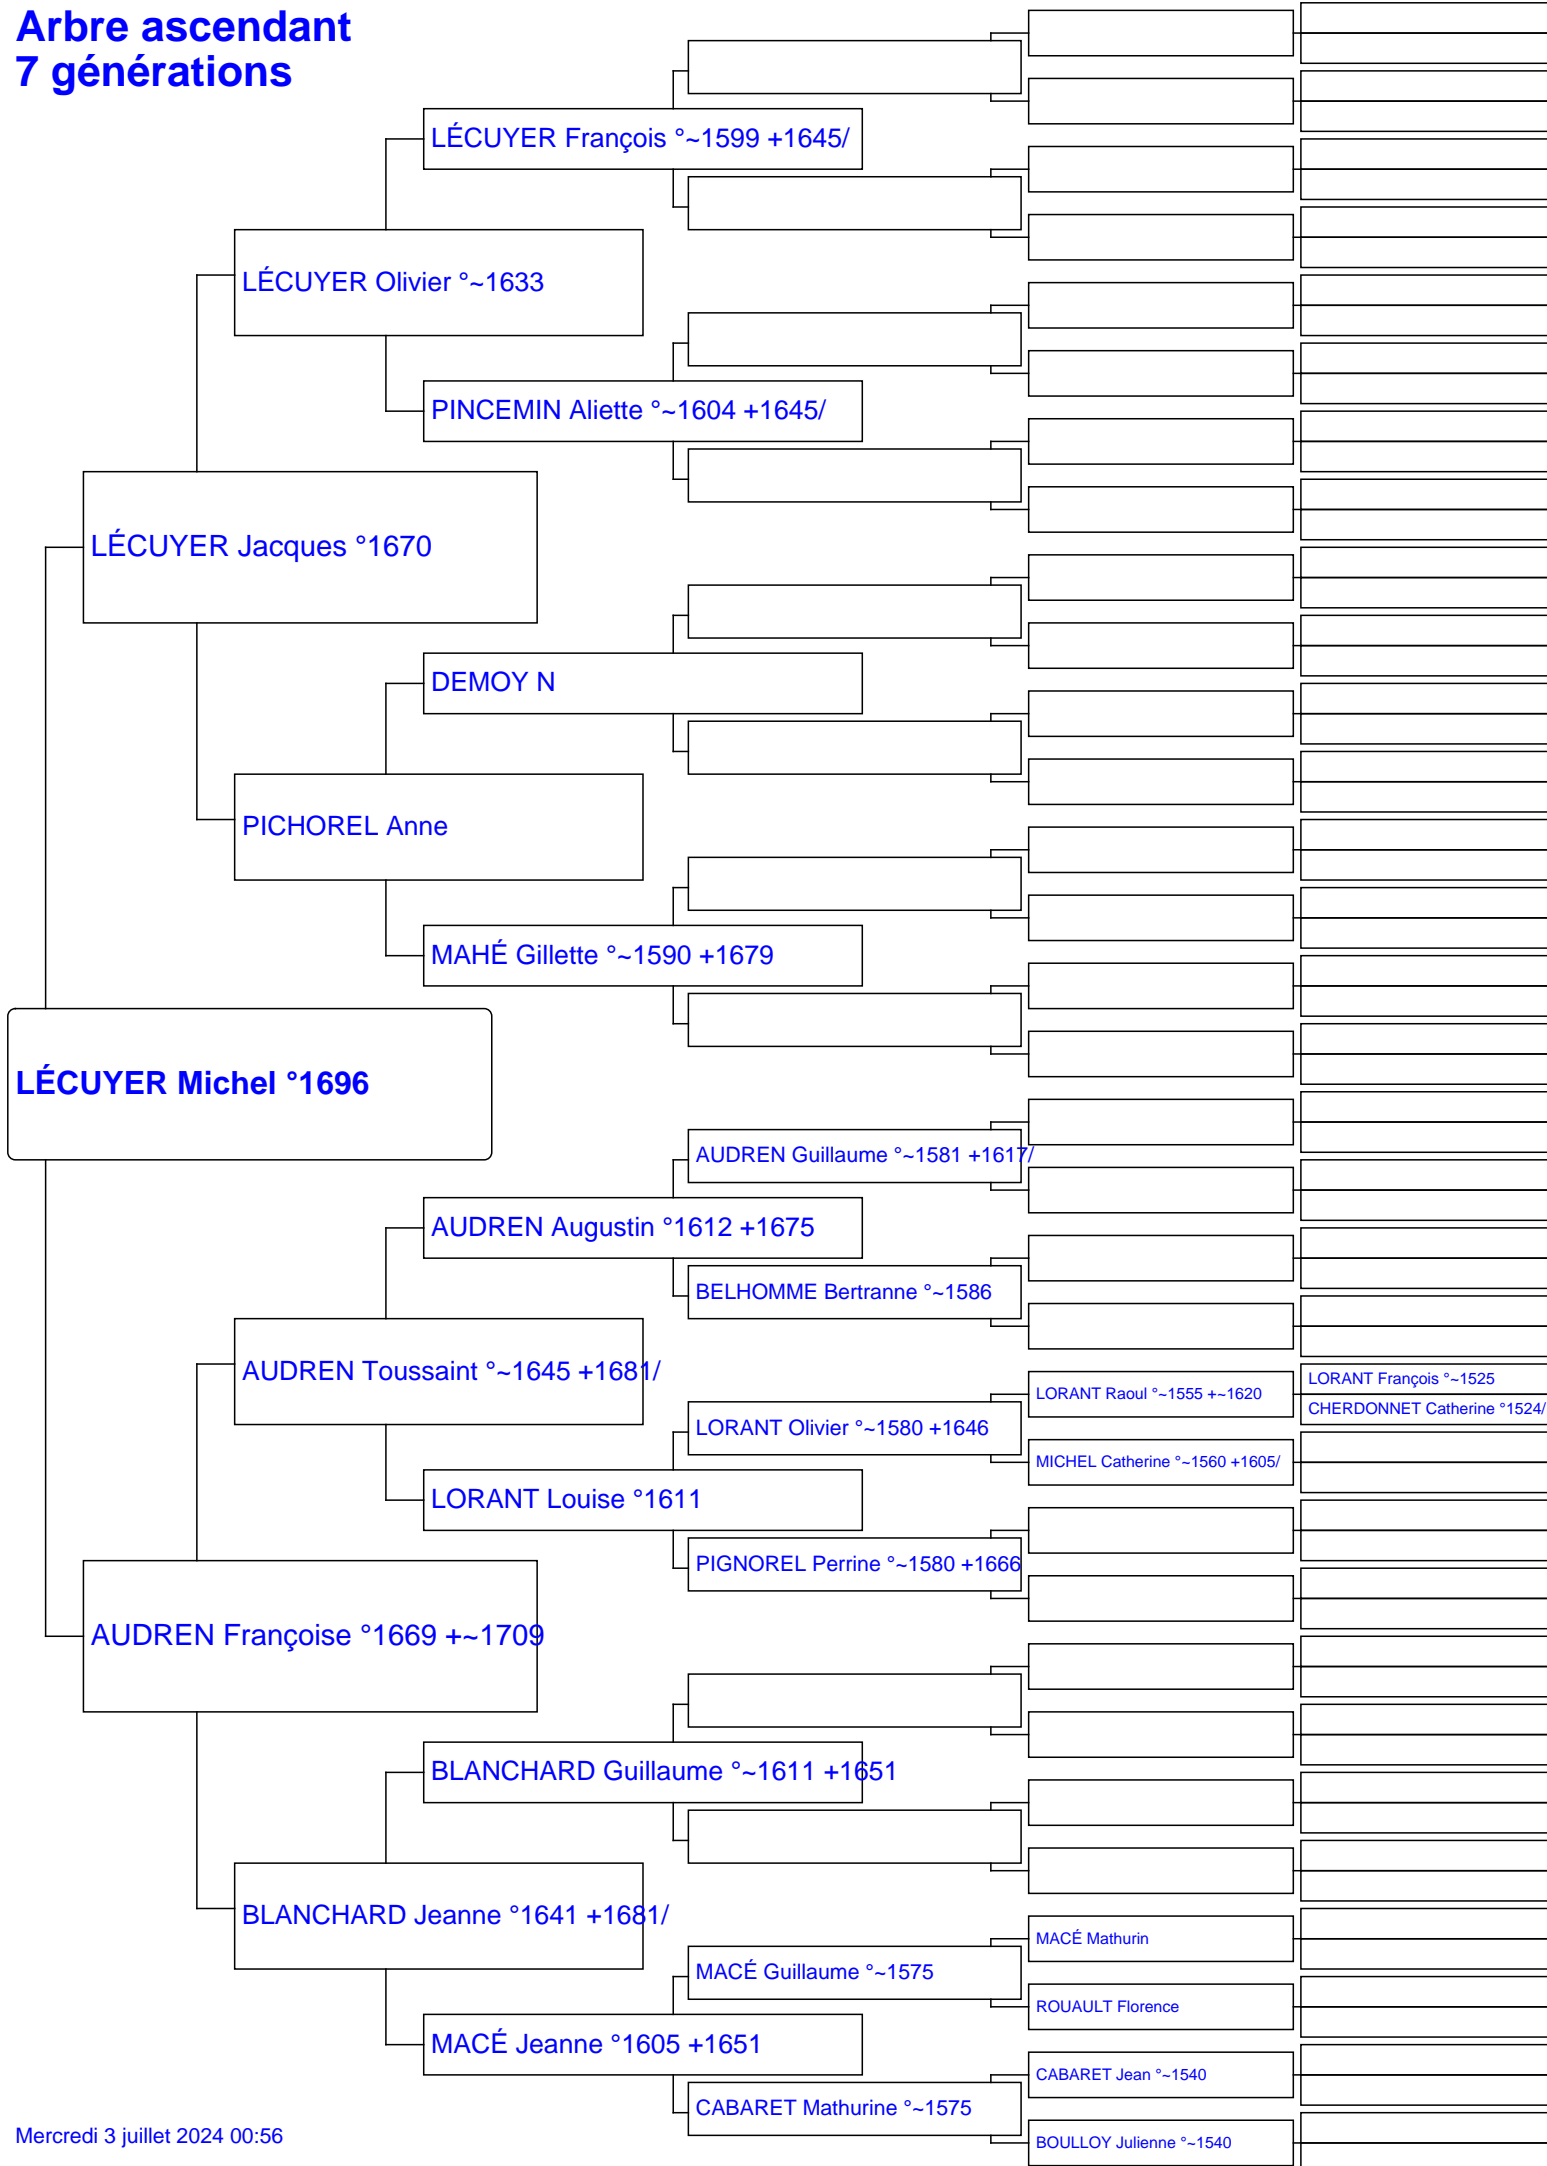 Arbre ascendant
7 générations
LÉCUYER François °~1599 +1645/
LÉCUYER Olivier °~1633
PINCEMIN Aliette °~1604 +1645/
LÉCUYER Jacques °1670
DEMOY N
PICHOREL Anne
MAHÉ Gillette °~1590 +1679
LÉCUYER Michel °1696
AUDREN Guillaume °~1581 +1617/
AUDREN Augustin °1612 +1675
BELHOMME Bertranne °~1586
AUDREN Toussaint °~1645 +1681/
LORANT François °~1525
LORANT Raoul °~1555 +~1620
CHERDONNET Catherine °1524/
LORANT Olivier °~1580 +1646
MICHEL Catherine °~1560 +1605/
LORANT Louise °1611
PIGNOREL Perrine °~1580 +1666
AUDREN Françoise °1669 +~1709
BLANCHARD Guillaume °~1611 +1651
BLANCHARD Jeanne °1641 +1681/
MACÉ Mathurin
MACÉ Guillaume °~1575
ROUAULT Florence
MACÉ Jeanne °1605 +1651
CABARET Jean °~1540
CABARET Mathurine °~1575
BOULLOY Julienne °~1540
Mercredi 3 juillet 2024 00:56